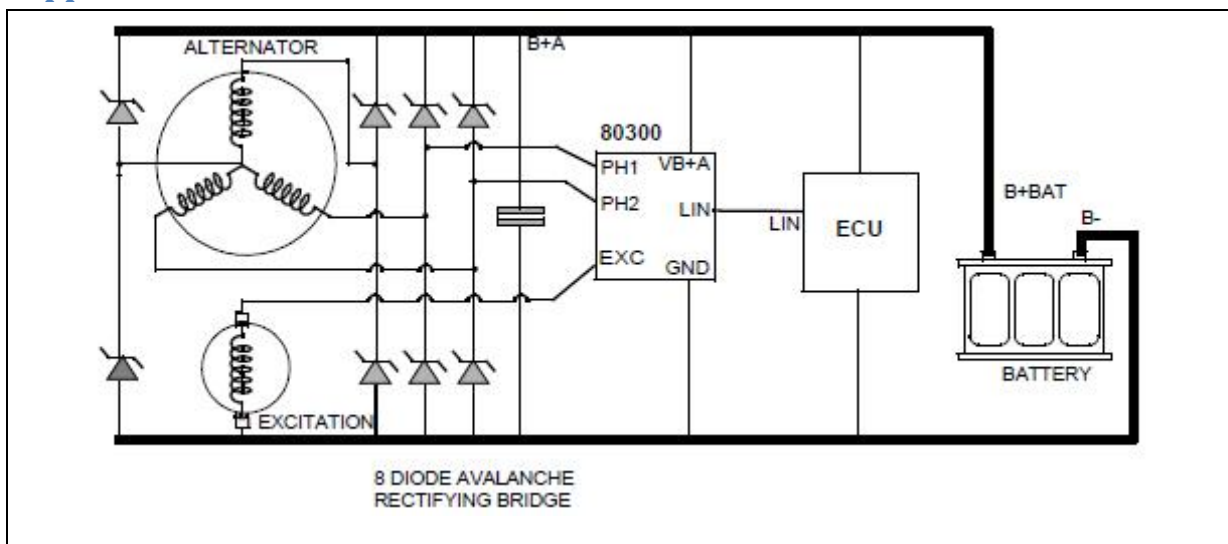 ALTERNATOR
B+A
80300
PH1
VB+A
PH2
LIN
EXC
GND
LIN
ECU
B+BAT
B-
BATTERY
EXCITATION
8 DIODE AVALANCHE
RECTIFYING BRIDGE